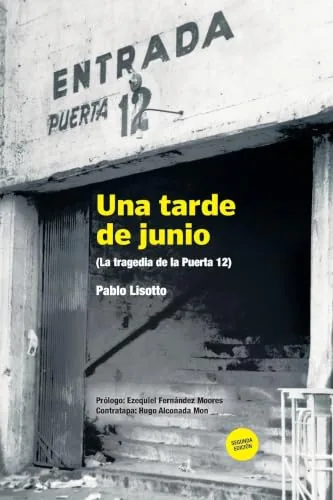 ENTRADA
PUERTA 12
Una tarde
de junio
(La tragedia de la Puerta 12)
Pablo Lisotto
Prólogo: Ezequiel Fernández Moores
Contratapa: Hugo Alconada Mon
SEGUNDA
EDICIÓN